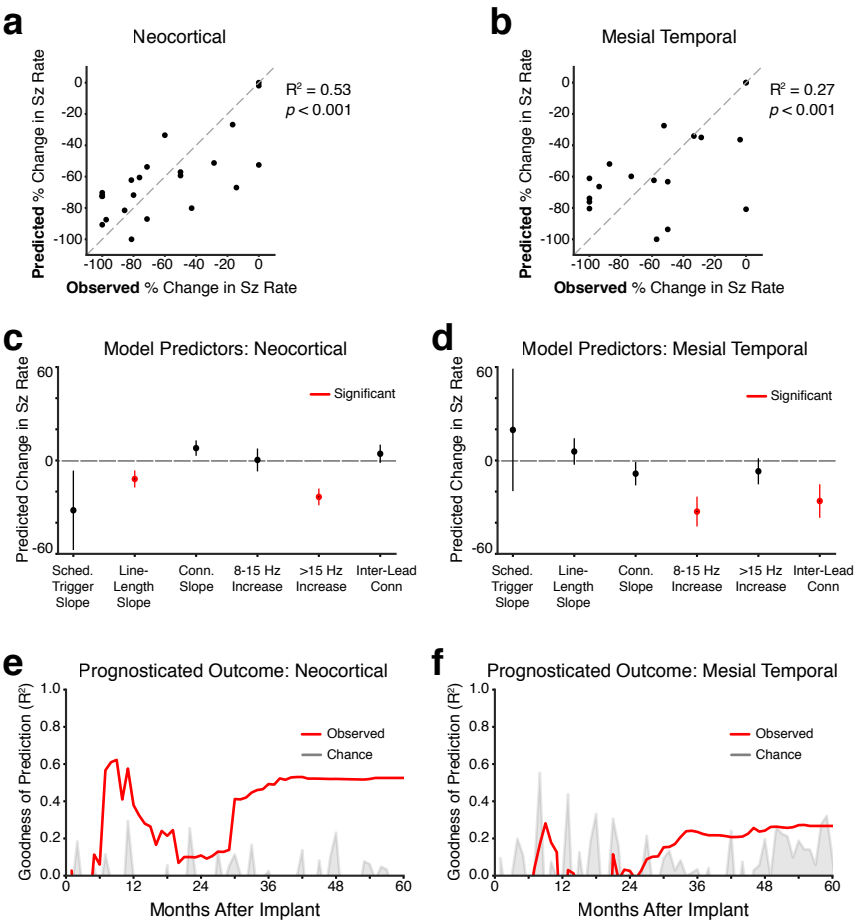 a
Neocortical
Predicted % Change in Sz Rate
0
-20
-40
-60
-80
-100
-100 -80 -60 -40 -20 0
Observed % Change in Sz Rate
R² = 0.53
p < 0.001
b
Mesial Temporal
Predicted % Change in Sz Rate
0
-20
-40
-60
-80
-100
-100 -80 -60 -40 -20 0
Observed % Change in Sz Rate
R² = 0.27
p < 0.001
c
Model Predictors: Neocortical
Predicted Change in Sz Rate
60
0
-60
Significant
Sched. Trigger Slope
Line-Length Slope
Conn. Slope
8-15 Hz Increase
>15 Hz Increase
Inter-Lead Conn
d
Model Predictors: Mesial Temporal
Predicted Change in Sz Rate
60
0
-60
Significant
Sched. Trigger Slope
Line-Length Slope
Conn. Slope
8-15 Hz Increase
>15 Hz Increase
Inter-Lead Conn
e
Prognosticated Outcome: Neocortical
Goodness of Prediction (R²)
1.0
0.8
0.6
0.4
0.2
0.0
Observed
Chance
0 12 24 36 48 60
Months After Implant
f
Prognosticated Outcome: Mesial Temporal
Goodness of Prediction (R²)
1.0
0.8
0.6
0.4
0.2
0.0
Observed
Chance
0 12 24 36 48 60
Months After Implant